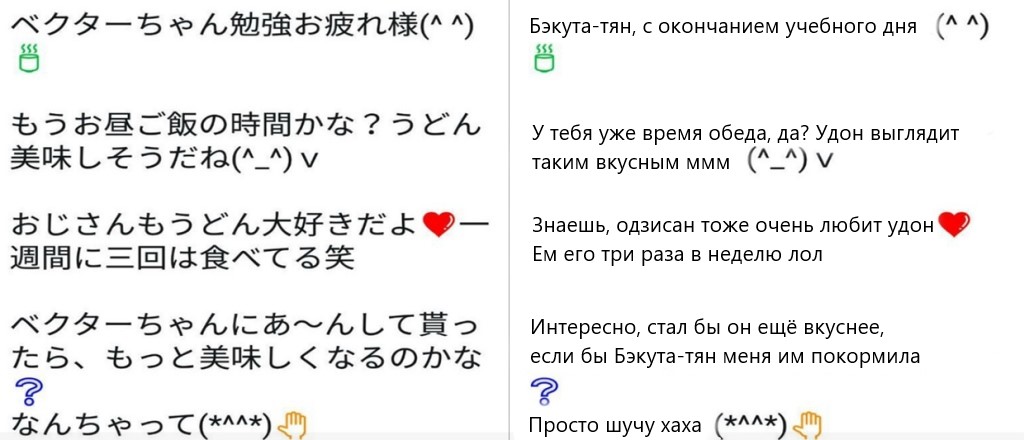 ベクターちゃん勉強お疲れ様(^ ^)
🍵
もうお昼ご飯の時間かな？うどん
美味しそうだね(^_^) v
おじさんもうどん大好きだよ❤️一
週間に三回は食べてる笑
ベクターちゃんにあ〜んして貰っ
たら、もっと美味しくなるのかな
❓
なんちゃって(*^^*)🤚
Бэкута-тян, с окончанием учебного дня (^ ^)
🍵
У тебя уже время обеда, да? Удон выглядит
таким вкусным ммм (^_^) v
Знаешь, одзисан тоже очень любит удон❤️
Ем его три раза в неделю лол
Интересно, стал бы он ещё вкуснее,
если бы Бэкута-тян меня им покормила
❓
Просто шучу хаха (*^^*)🤚